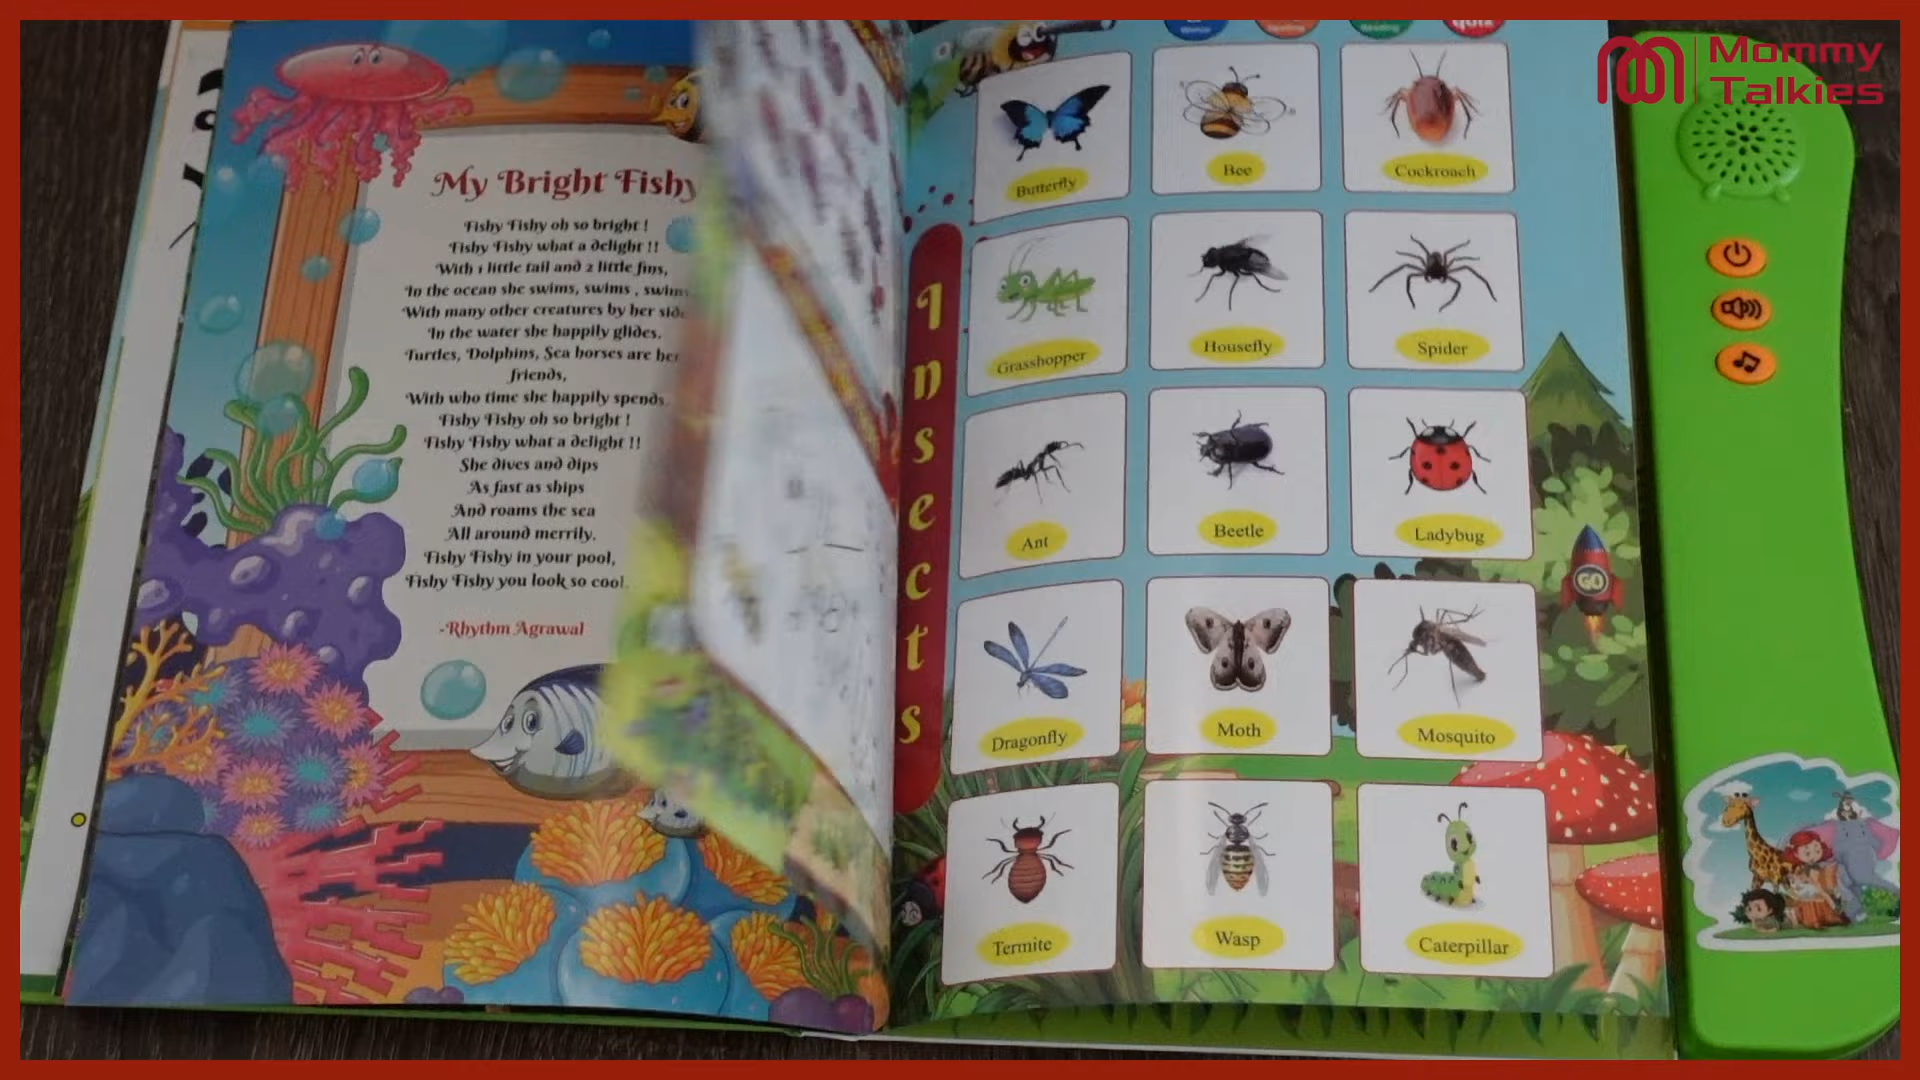 My Bright Fishy
Fishy Fishy oh so bright !
Fishy Fishy what a delight !!
With 1 little tail and 2 little fins,
In the ocean she swims, swims , swims
With many other creatures by her side
In the water she happily glides.
Turtles, Dolphins, Sea horses are her
friends,
With who time she happily spends.
Fishy Fishy oh so bright !
Fishy Fishy what a delight !!
She dives and dips
As fast as ships
And roams the sea
All around merrily.
Fishy Fishy in your pool,
Fishy Fishy you look so cool.
-Rhythm Agrawal
Insects
Butterfly
Bee
Cockroach
Grasshopper
Housefly
Spider
Ant
Beetle
Ladybug
Dragonfly
Moth
Mosquito
Termite
Wasp
Caterpillar
GO
Mommy
Talkies